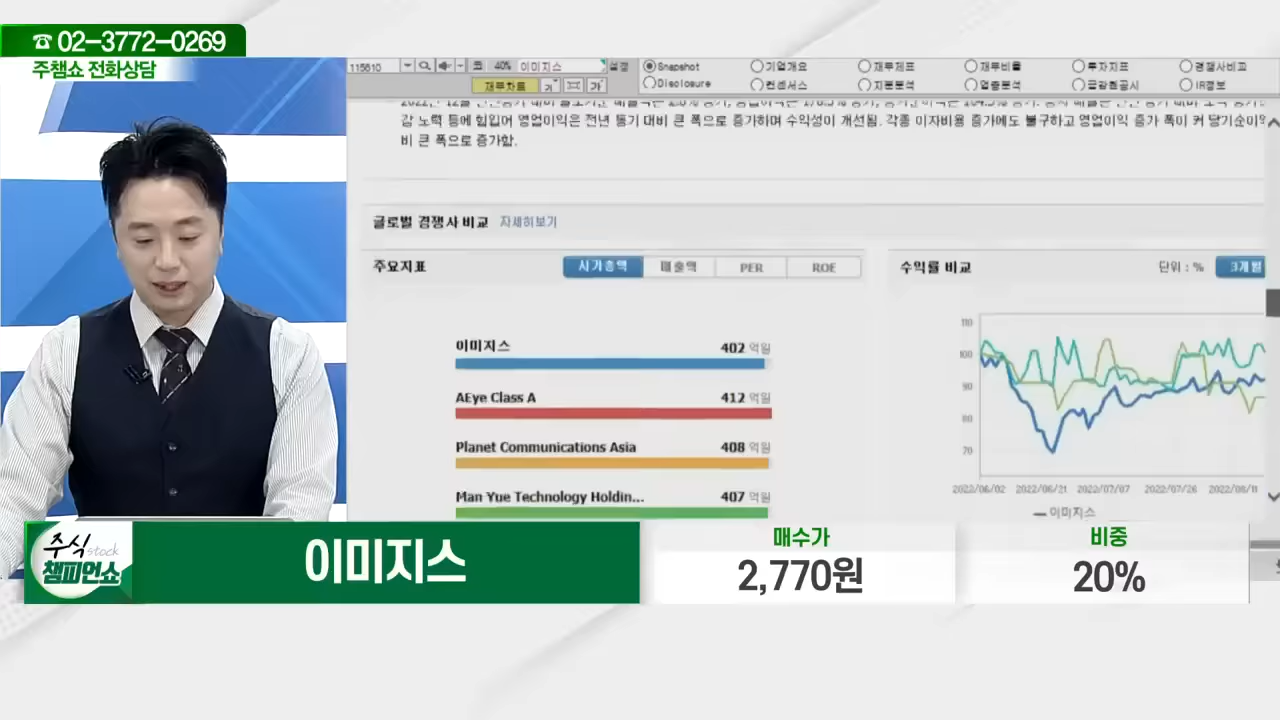 ☎ 02-3772-0269
주챔쇼 전화상담
115610 40% 이미지스 설정
재무차트
Snapshot 기업개요 재무제표 재무비율 투자지표 경쟁사비교
Disclosure 컨센서스 지분분석 업종분석 금감원공시 IR정보
감 노력 등에 힘입어 영업이익은 전년 동기 대비 큰 폭으로 증가하며 수익성이 개선됨. 각종 이자비용 증가에도 불구하고 영업이익 증가 폭이 커 당기순이익
비 큰 폭으로 증가함.
글로벌 경쟁사 비교 자세히보기
주요지표 시가총액 매출액 PER ROE
수익률 비교 단위 : % 3개월
이미지스 402 억원
AEye Class A 412 억원
Planet Communications Asia 408 억원
Man Yue Technology Holdin... 407 억원
110
100
90
80
70
2022/06/02 2022/06/21 2022/07/07 2022/07/26 2022/08/11
이미지스
주식 stock
챔피언쇼
이미지스
매수가
2,770원
비중
20%